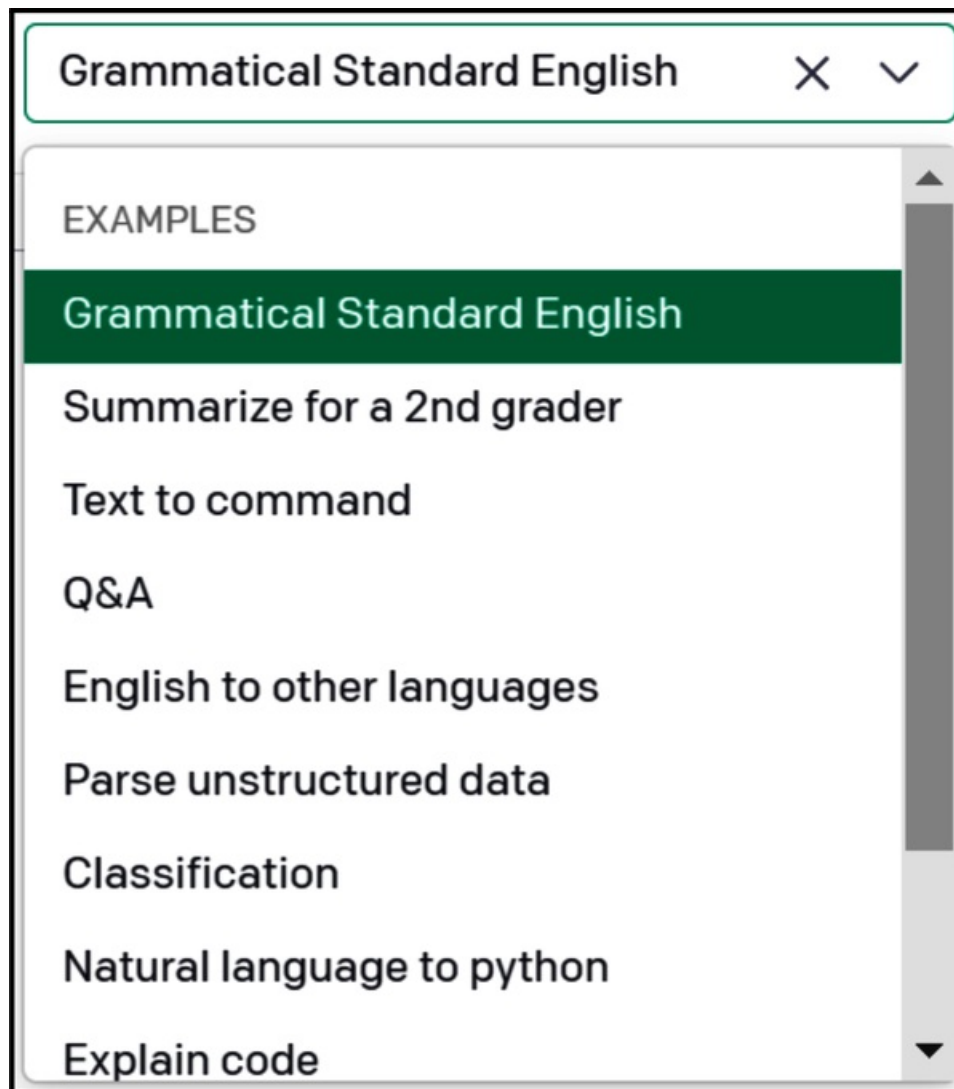 Grammatical Standard English
EXAMPLES
Grammatical Standard English
Summarize for a 2nd grader
Text to command
Q&A
English to other languages
Parse unstructured data
Classification
Natural language to python
Explain code